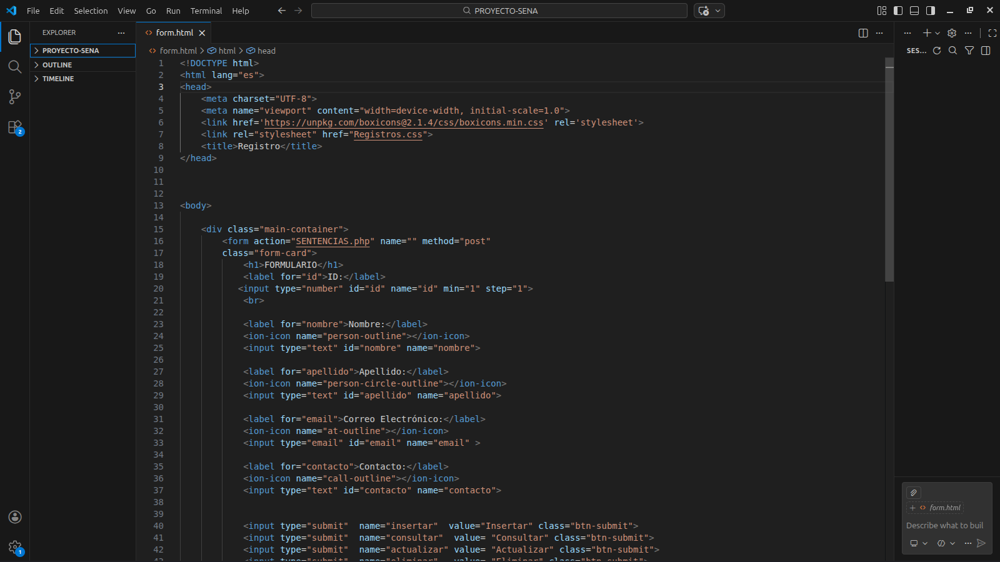 File Edit Selection View Go Run Terminal Help
PROYECTO-SENA
EXPLORER
PROYECTO-SENA
OUTLINE
TIMELINE
2
1
form.html
form.html > html > head
1 <!DOCTYPE html>
2 <html lang="es">
3 <head>
4 <meta charset="UTF-8">
5 <meta name="viewport" content="width=device-width, initial-scale=1.0">
6 <link href='https://unpkg.com/boxicons@2.1.4/css/boxicons.min.css' rel='stylesheet'>
7 <link rel="stylesheet" href="Registros.css">
8 <title>Registro</title>
9 </head>
10
11
12
13 <body>
14
15 <div class="main-container">
16 <form action="SENTENCIAS.php" name="" method="post"
17 class="form-card">
18 <h1>FORMULARIO</h1>
19 <label for="id">ID:</label>
20 <input type="number" id="id" name="id" min="1" step="1">
21 <br>
22
23 <label for="nombre">Nombre:</label>
24 <ion-icon name="person-outline"></ion-icon>
25 <input type="text" id="nombre" name="nombre">
26
27 <label for="apellido">Apellido:</label>
28 <ion-icon name="person-circle-outline"></ion-icon>
29 <input type="text" id="apellido" name="apellido">
30
31 <label for="email">Correo Electrónico:</label>
32 <ion-icon name="at-outline"></ion-icon>
33 <input type="email" id="email" name="email" >
34
35 <label for="contacto">Contacto:</label>
36 <ion-icon name="call-outline"></ion-icon>
37 <input type="text" id="contacto" name="contacto">
38
39
40 <input type="submit"  name="insertar"  value="Insertar" class="btn-submit">
41 <input type="submit"  name="consultar"  value= "Consultar" class="btn-submit">
42 <input type="submit"  name="actualizar" value= "Actualizar" class="btn-submit">
43 <input type="submit"  name="eliminar"   value= "Eliminar" class="btn-submit">
SES...
form.html
Describe what to buil